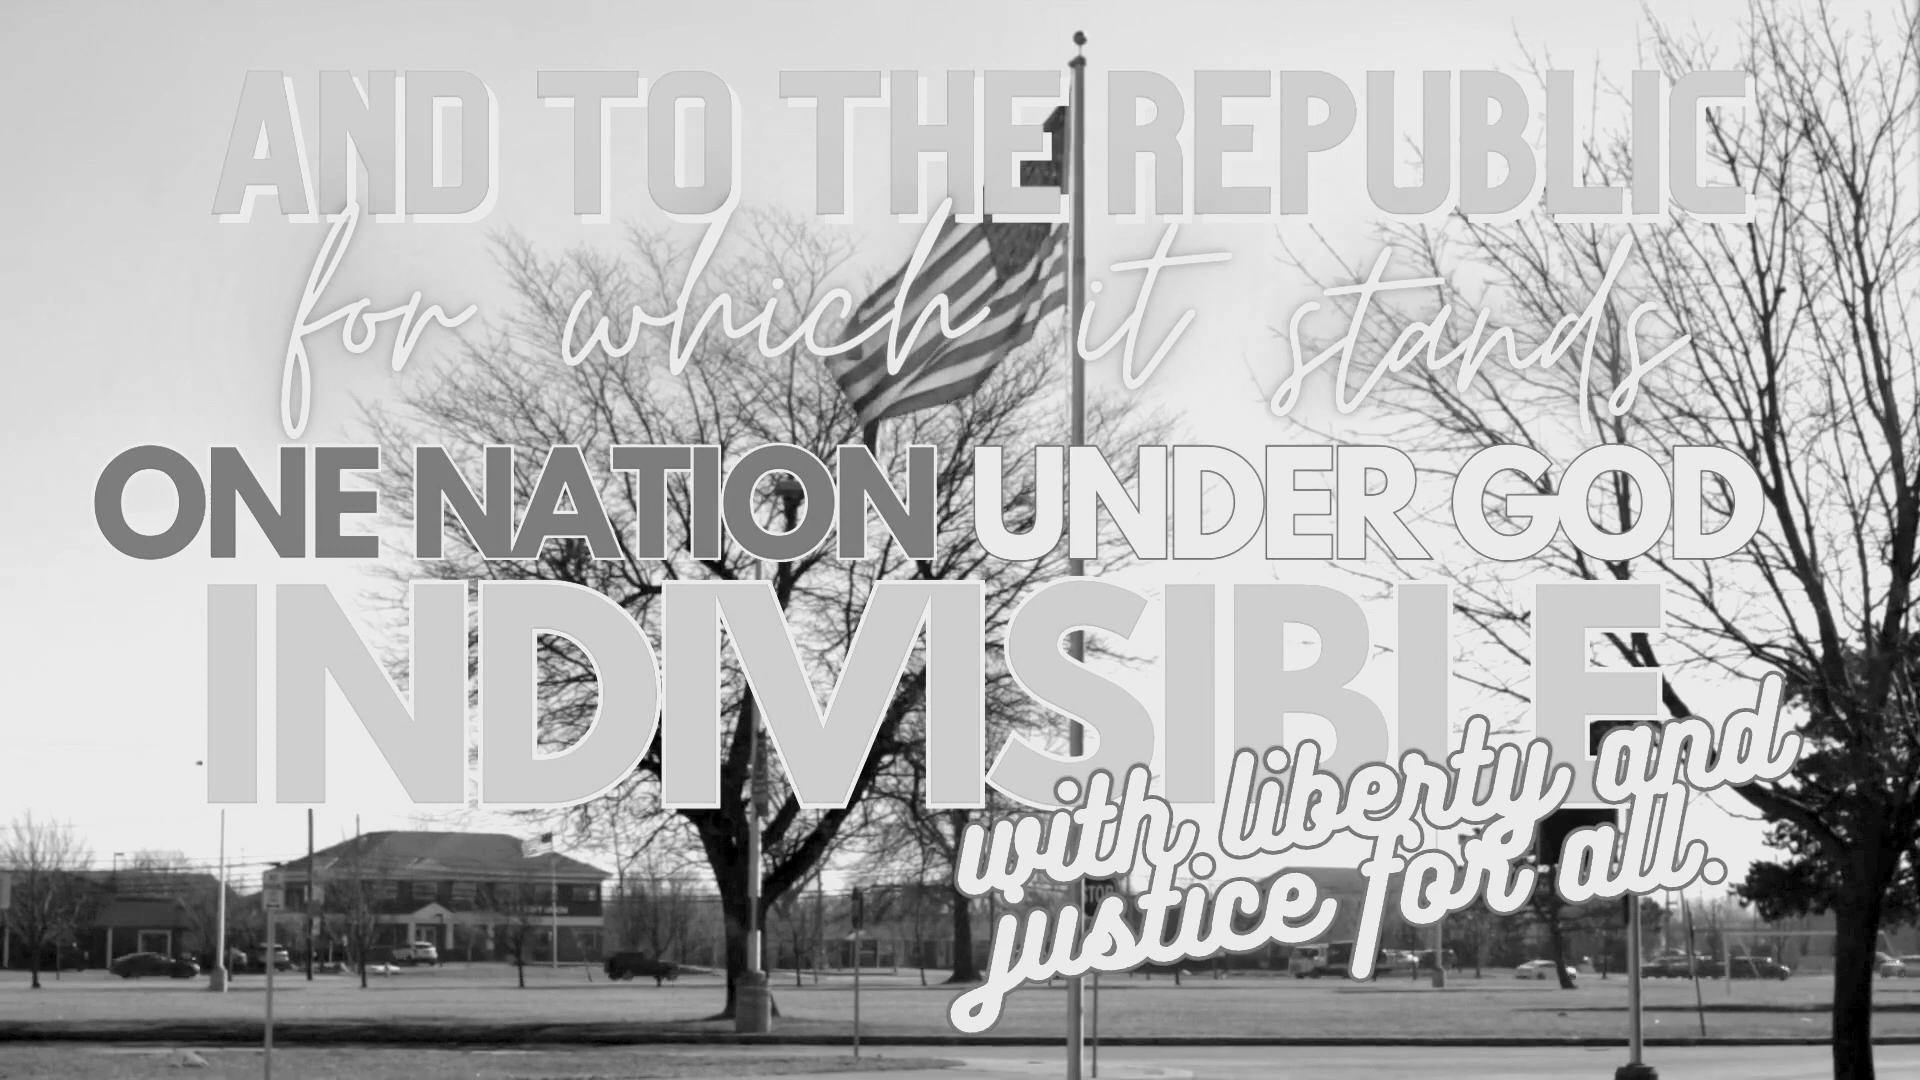 AND TO THE REPUBLIC
for which it stands
ONE NATION UNDER GOD
INDIVISIBLE
with liberty and
justice for all.
STOP